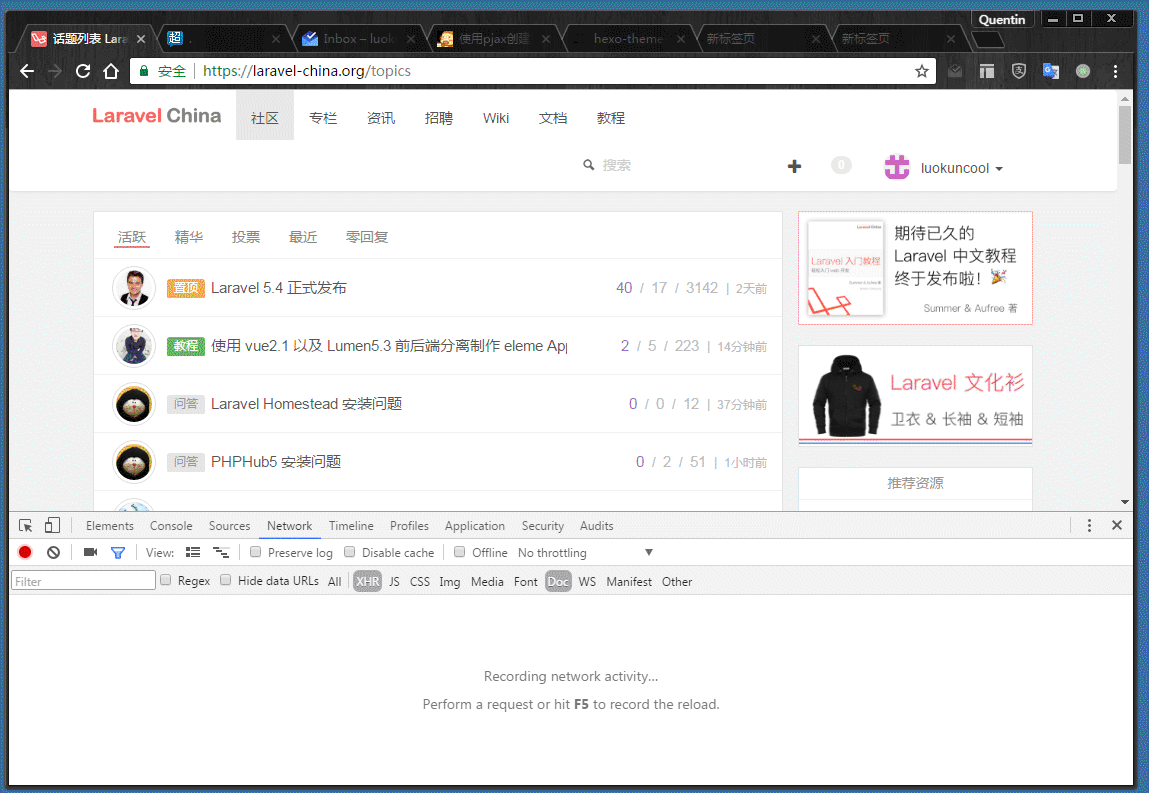 Quentin
话题列表 Lara
超 .
Inbox – luok
使用pjax创建
hexo-theme
新标签页
新标签页
安全 https://laravel-china.org/topics
Laravel China 社区 专栏 资讯 招聘 Wiki 文档 教程
搜索 0 luokuncool
活跃 精华 投票 最近 零回复
置顶 Laravel 5.4 正式发布 40 / 17 / 3142 | 2天前
教程 使用 vue2.1 以及 Lumen5.3 前后端分离制作 eleme App 2 / 5 / 223 | 14分钟前
问答 Laravel Homestead 安装问题 0 / 0 / 12 | 37分钟前
问答 PHPHub5 安装问题 0 / 2 / 51 | 1小时前
Laravel 入门教程
期待已久的
Laravel 中文教程
终于发布啦！
Summer & Aufree 著
Laravel 文化衫
卫衣 & 长袖 & 短袖
推荐资源
Elements Console Sources Network Timeline Profiles Application Security Audits
View: Preserve log Disable cache Offline No throttling
Filter Regex Hide data URLs All XHR JS CSS Img Media Font Doc WS Manifest Other
Recording network activity...
Perform a request or hit F5 to record the reload.